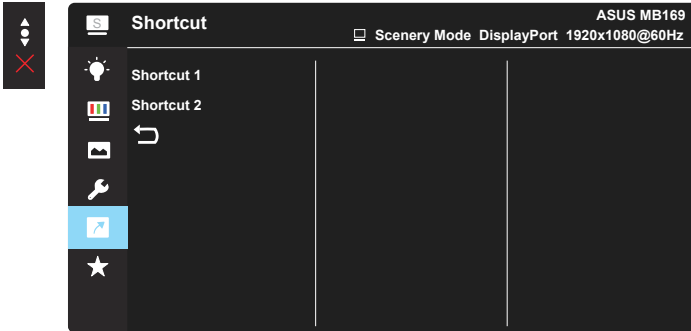 S
Shortcut
ASUS MB169
Scenery Mode DisplayPort 1920x1080@60Hz
Shortcut 1
Shortcut 2